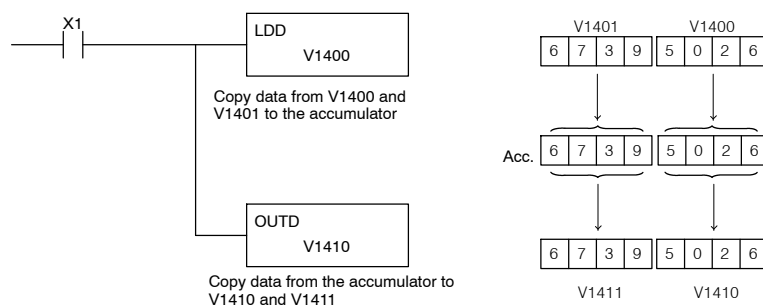 X1
LDD
V1400
Copy data from V1400 and
V1401 to the accumulator
OUTD
V1410
Copy data from the accumulator to
V1410 and V1411
V1401 V1400
6 7 3 9 5 0 2 6
Acc. 6 7 3 9 5 0 2 6
6 7 3 9 5 0 2 6
V1411 V1410